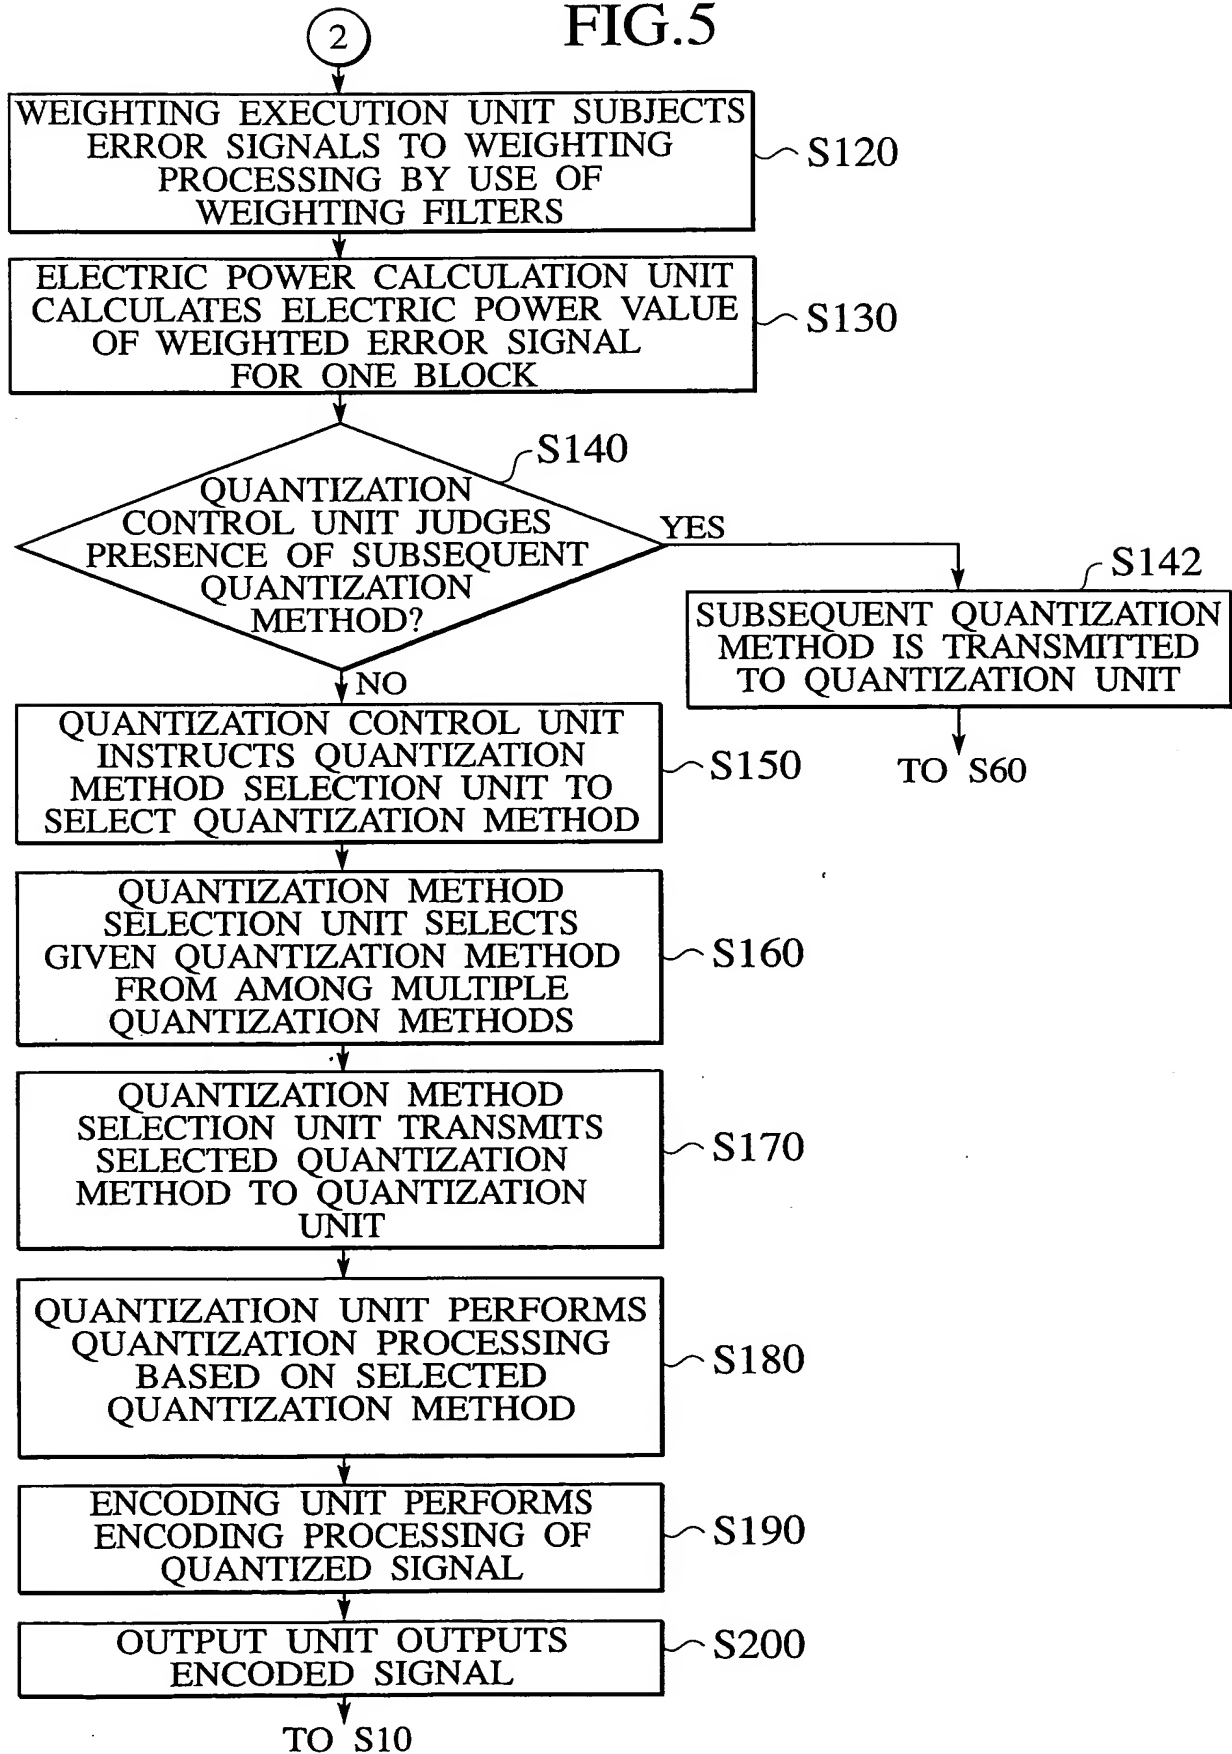 FIG.5
2
WEIGHTING EXECUTION UNIT SUBJECTS
ERROR SIGNALS TO WEIGHTING
PROCESSING BY USE OF
WEIGHTING FILTERS
S120
ELECTRIC POWER CALCULATION UNIT
CALCULATES ELECTRIC POWER VALUE
OF WEIGHTED ERROR SIGNAL
FOR ONE BLOCK
S130
S140
QUANTIZATION
CONTROL UNIT JUDGES
PRESENCE OF SUBSEQUENT
QUANTIZATION
METHOD?
YES
S142
SUBSEQUENT QUANTIZATION
METHOD IS TRANSMITTED
TO QUANTIZATION UNIT
TO S60
NO
QUANTIZATION CONTROL UNIT
INSTRUCTS QUANTIZATION
METHOD SELECTION UNIT TO
SELECT QUANTIZATION METHOD
S150
QUANTIZATION METHOD
SELECTION UNIT SELECTS
GIVEN QUANTIZATION METHOD
FROM AMONG MULTIPLE
QUANTIZATION METHODS
S160
QUANTIZATION METHOD
SELECTION UNIT TRANSMITS
SELECTED QUANTIZATION
METHOD TO QUANTIZATION
UNIT
S170
QUANTIZATION UNIT PERFORMS
QUANTIZATION PROCESSING
BASED ON SELECTED
QUANTIZATION METHOD
S180
ENCODING UNIT PERFORMS
ENCODING PROCESSING OF
QUANTIZED SIGNAL
S190
OUTPUT UNIT OUTPUTS
ENCODED SIGNAL
S200
TO S10